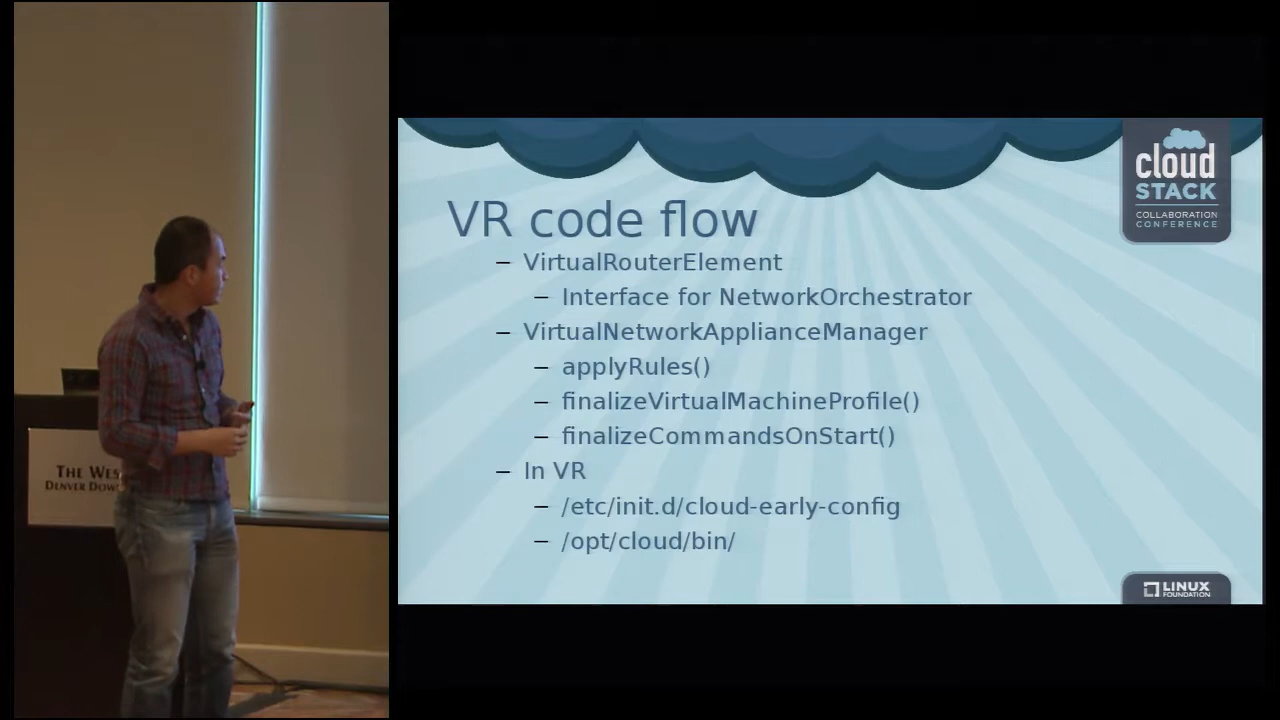 THE WES
DENVER DOW
cloud
STACK
COLLABORATION
CONFERENCE
VR code flow
– VirtualRouterElement
– Interface for NetworkOrchestrator
– VirtualNetworkApplianceManager
– applyRules()
– finalizeVirtualMachineProfile()
– finalizeCommandsOnStart()
– In VR
– /etc/init.d/cloud-early-config
– /opt/cloud/bin/
LINUX
FOUNDATION